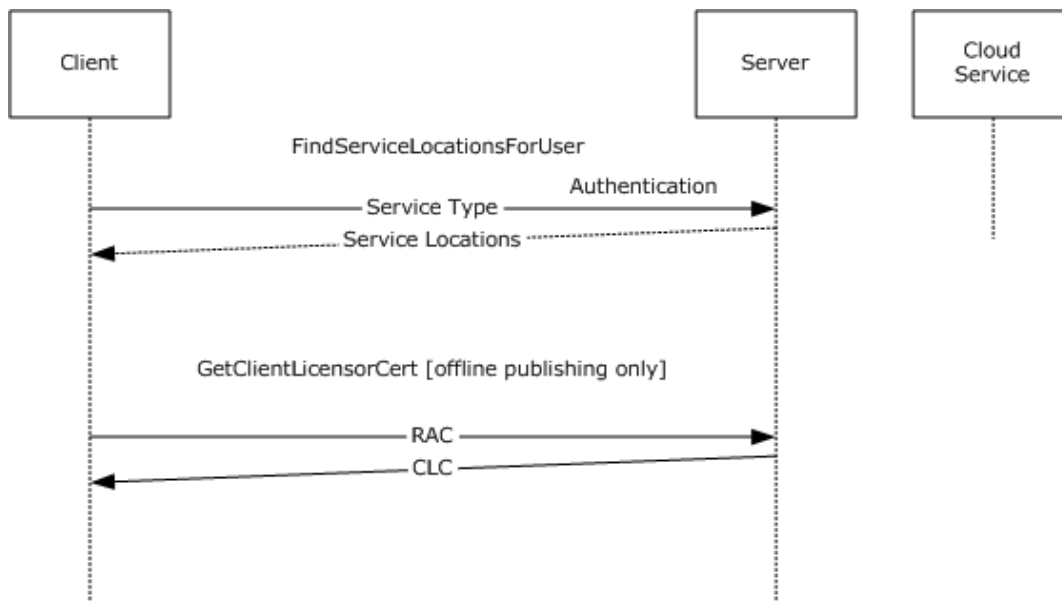 Client
Server
Cloud
Service
FindServiceLocationsForUser
Authentication
Service Type
Service Locations
GetClientLicensorCert [offline publishing only]
RAC
CLC